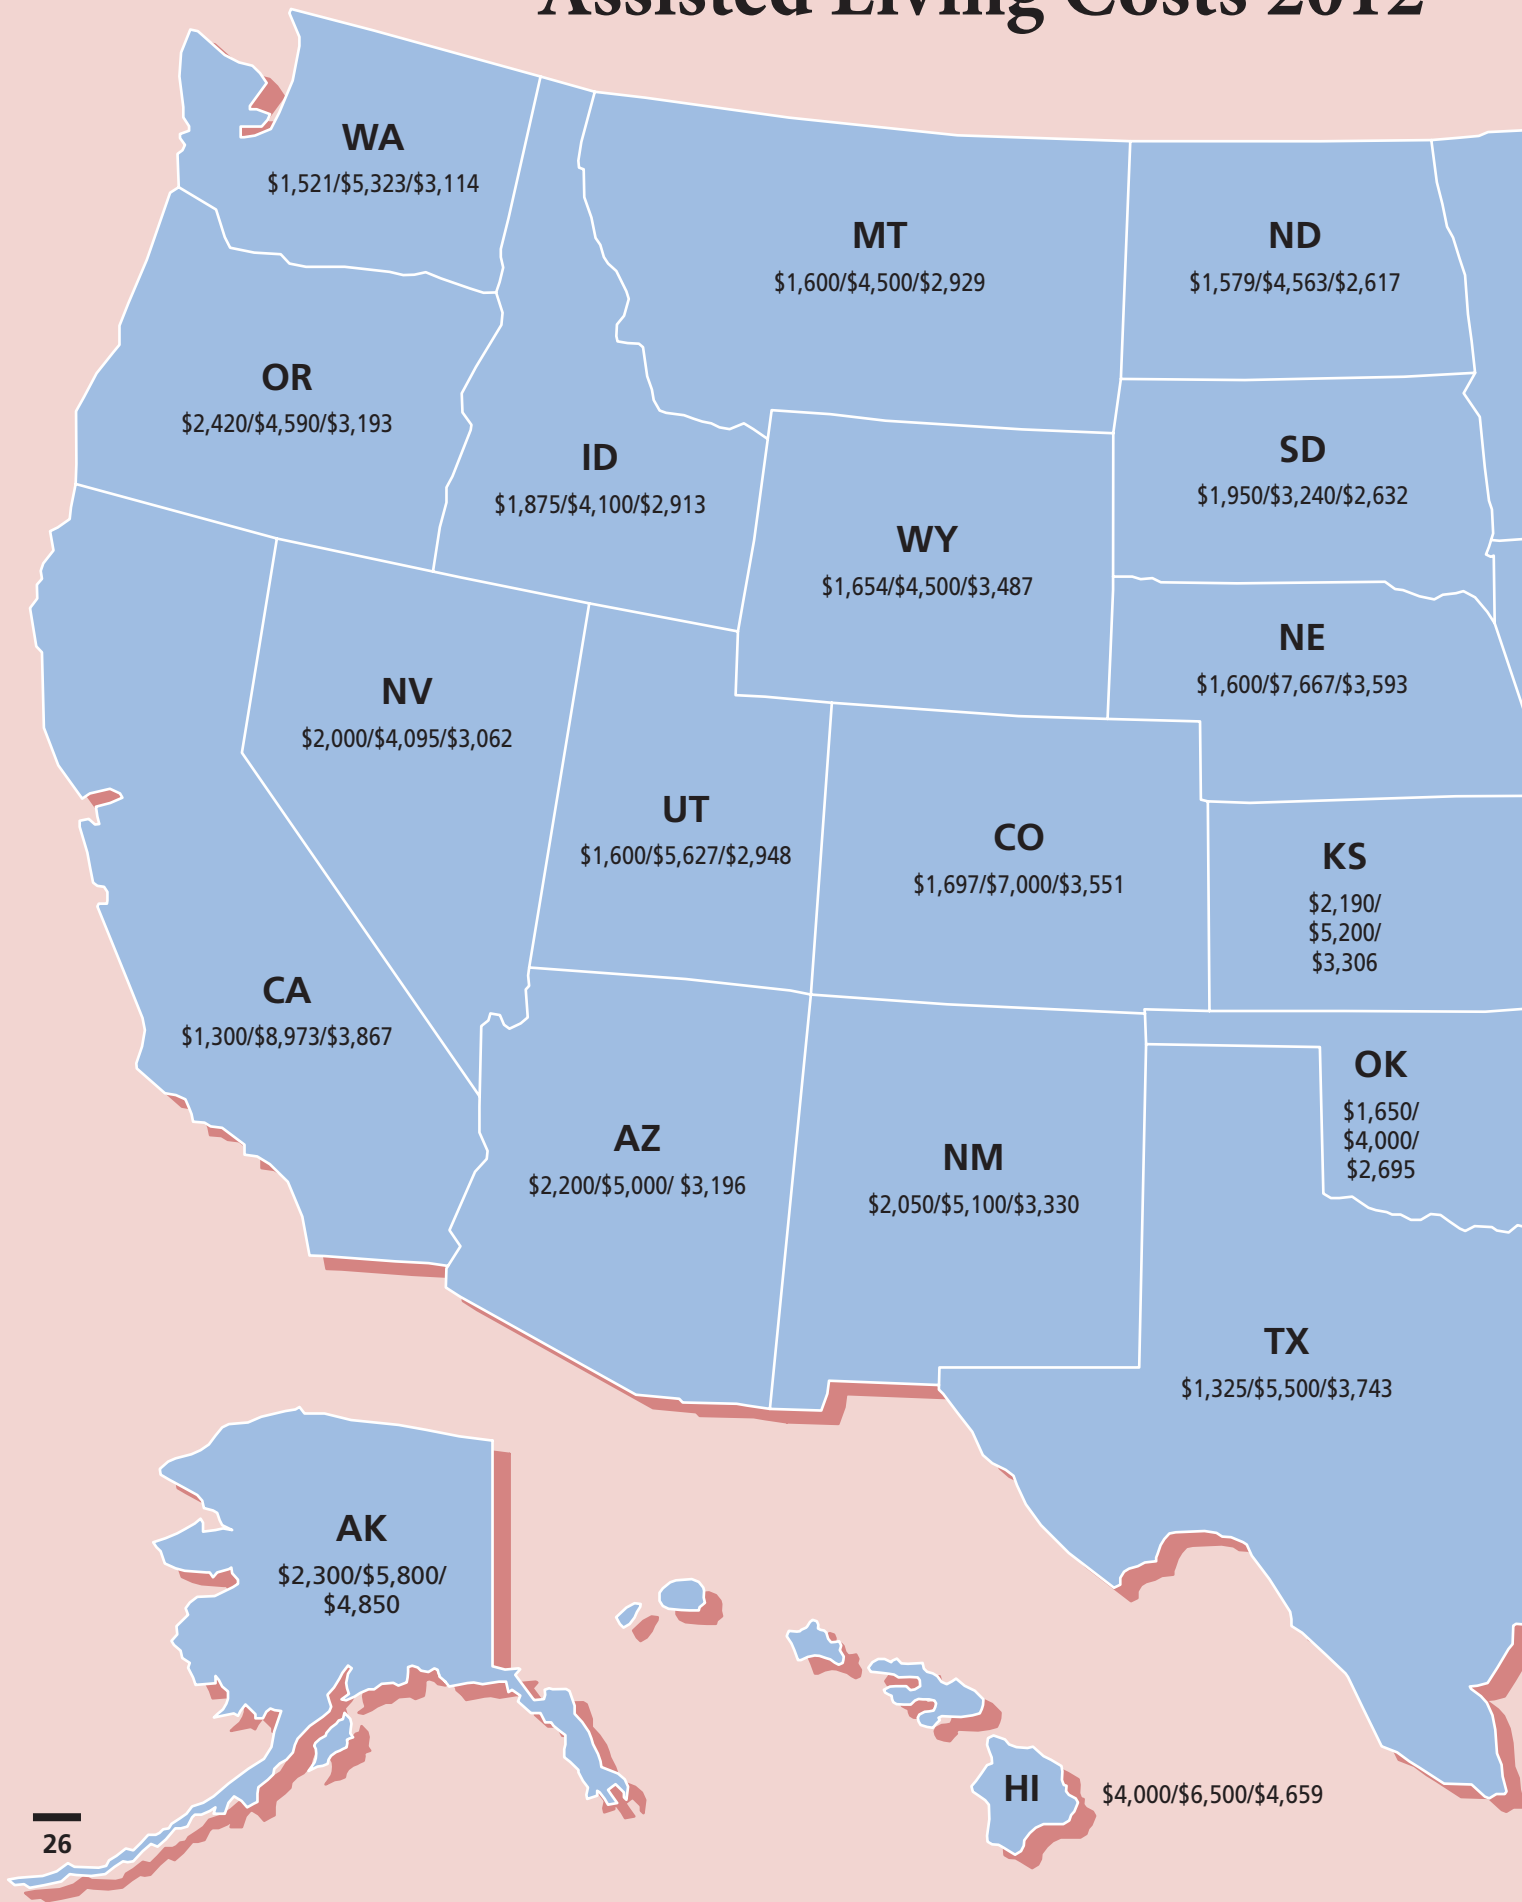 Assisted Living Costs 2012
WA
$1,521/$5,323/$3,114
MT
$1,600/$4,500/$2,929
ND
$1,579/$4,563/$2,617
OR
$2,420/$4,590/$3,193
ID
$1,875/$4,100/$2,913
SD
$1,950/$3,240/$2,632
WY
$1,654/$4,500/$3,487
NE
$1,600/$7,667/$3,593
NV
$2,000/$4,095/$3,062
UT
$1,600/$5,627/$2,948
CO
$1,697/$7,000/$3,551
KS
$2,190/
$5,200/
$3,306
CA
$1,300/$8,973/$3,867
OK
$1,650/
$4,000/
$2,695
AZ
$2,200/$5,000/ $3,196
NM
$2,050/$5,100/$3,330
TX
$1,325/$5,500/$3,743
AK
$2,300/$5,800/
$4,850
HI
$4,000/$6,500/$4,659
26